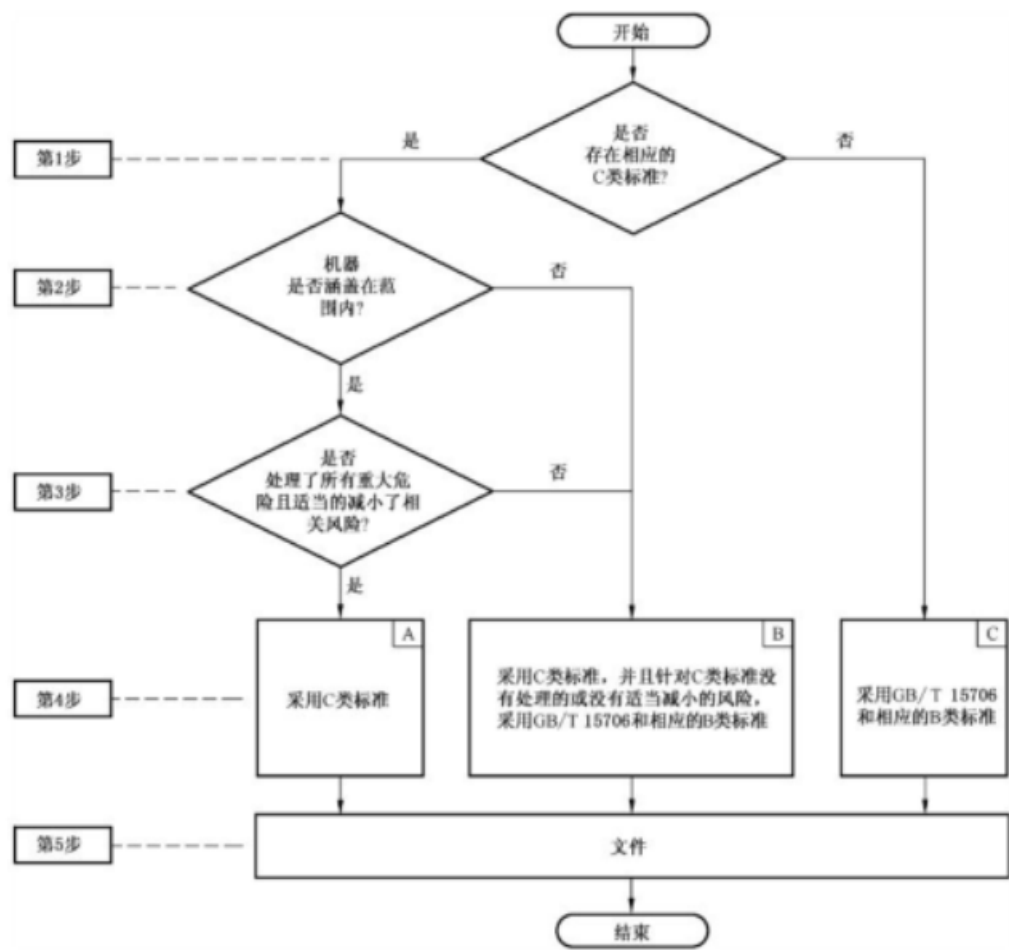 开始
是否
存在相应的
C类标准?
是
否
第1步
机器
是否涵盖在范
围内?
否
第2步
是
是否
处理了所有重大危
险且适当的减小了相
关风险?
否
第3步
是
A
采用C类标准
B
采用C类标准，并且针对C类标准没
有处理的或没有适当减小的风险，
采用GB/T 15706和相应的B类标准
C
采用GB/T 15706
和相应的B类标准
第4步
第5步
文件
结束